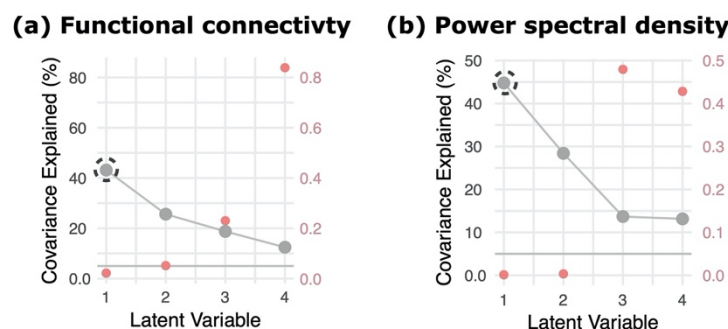 (a) Functional connectivty
(b) Power spectral density
Covariance Explained (%)
80
60
40
20
0.0
0.8
0.6
0.4
0.2
0.0
1 2 3 4
Latent Variable
Covariance Explained (%)
50
40
30
20
10
0.0
0.5
0.4
0.3
0.2
0.1
0.0
1 2 3 4
Latent Variable